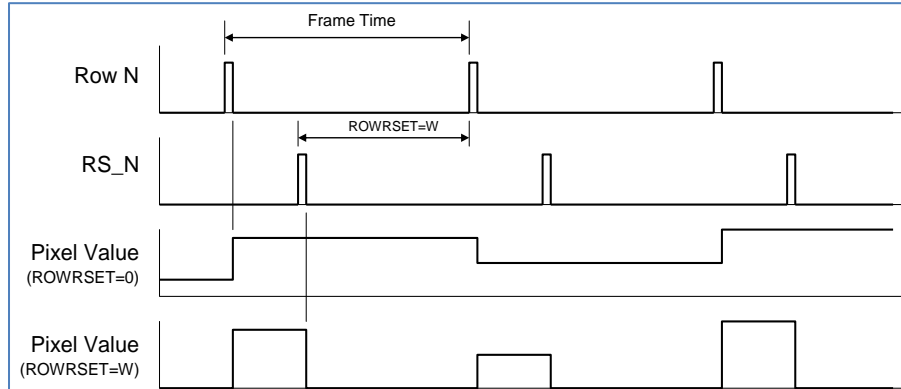 Frame Time
Row N
ROWRSET=W
RS_N
Pixel Value
(ROWRSET=0)
Pixel Value
(ROWRSET=W)